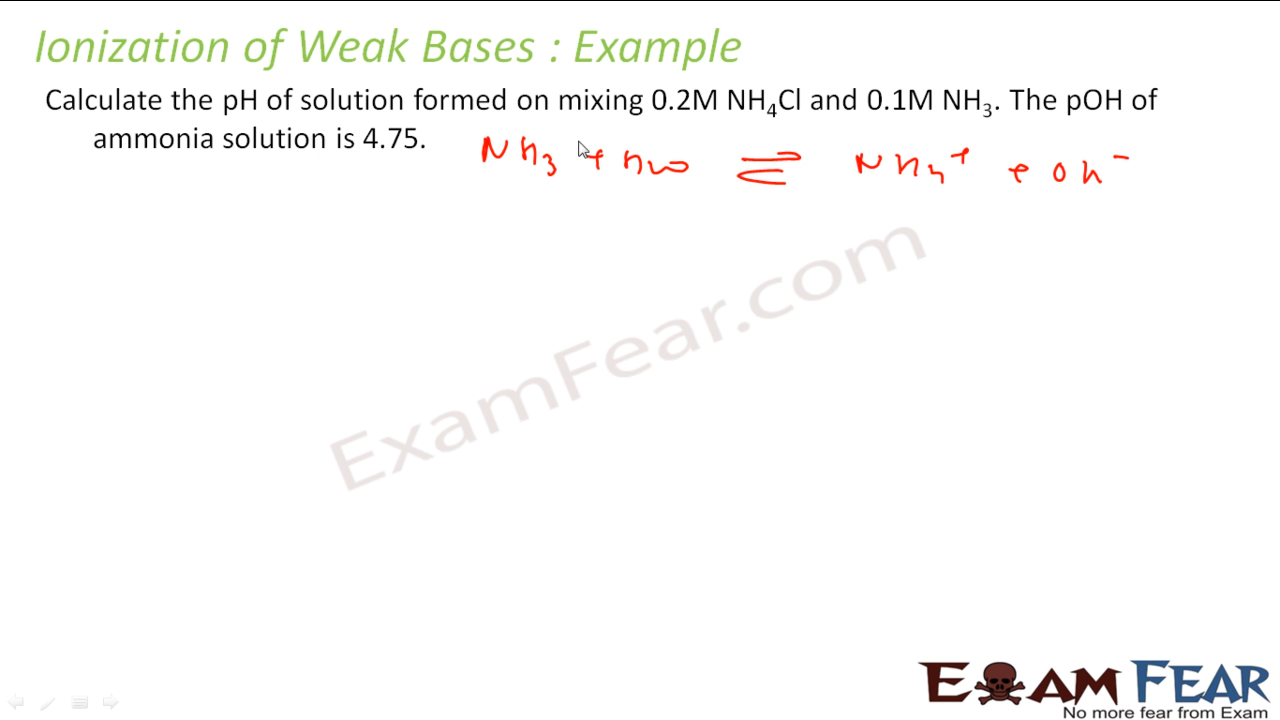 Ionization of Weak Bases : Example
Calculate the pH of solution formed on mixing 0.2M NH₄Cl and 0.1M NH₃. The pOH of
ammonia solution is 4.75.
NH₃ + H₂O ⇌ NH₄⁺ + OH⁻
ExamFear.com
EXAM FEAR
No more fear from Exam